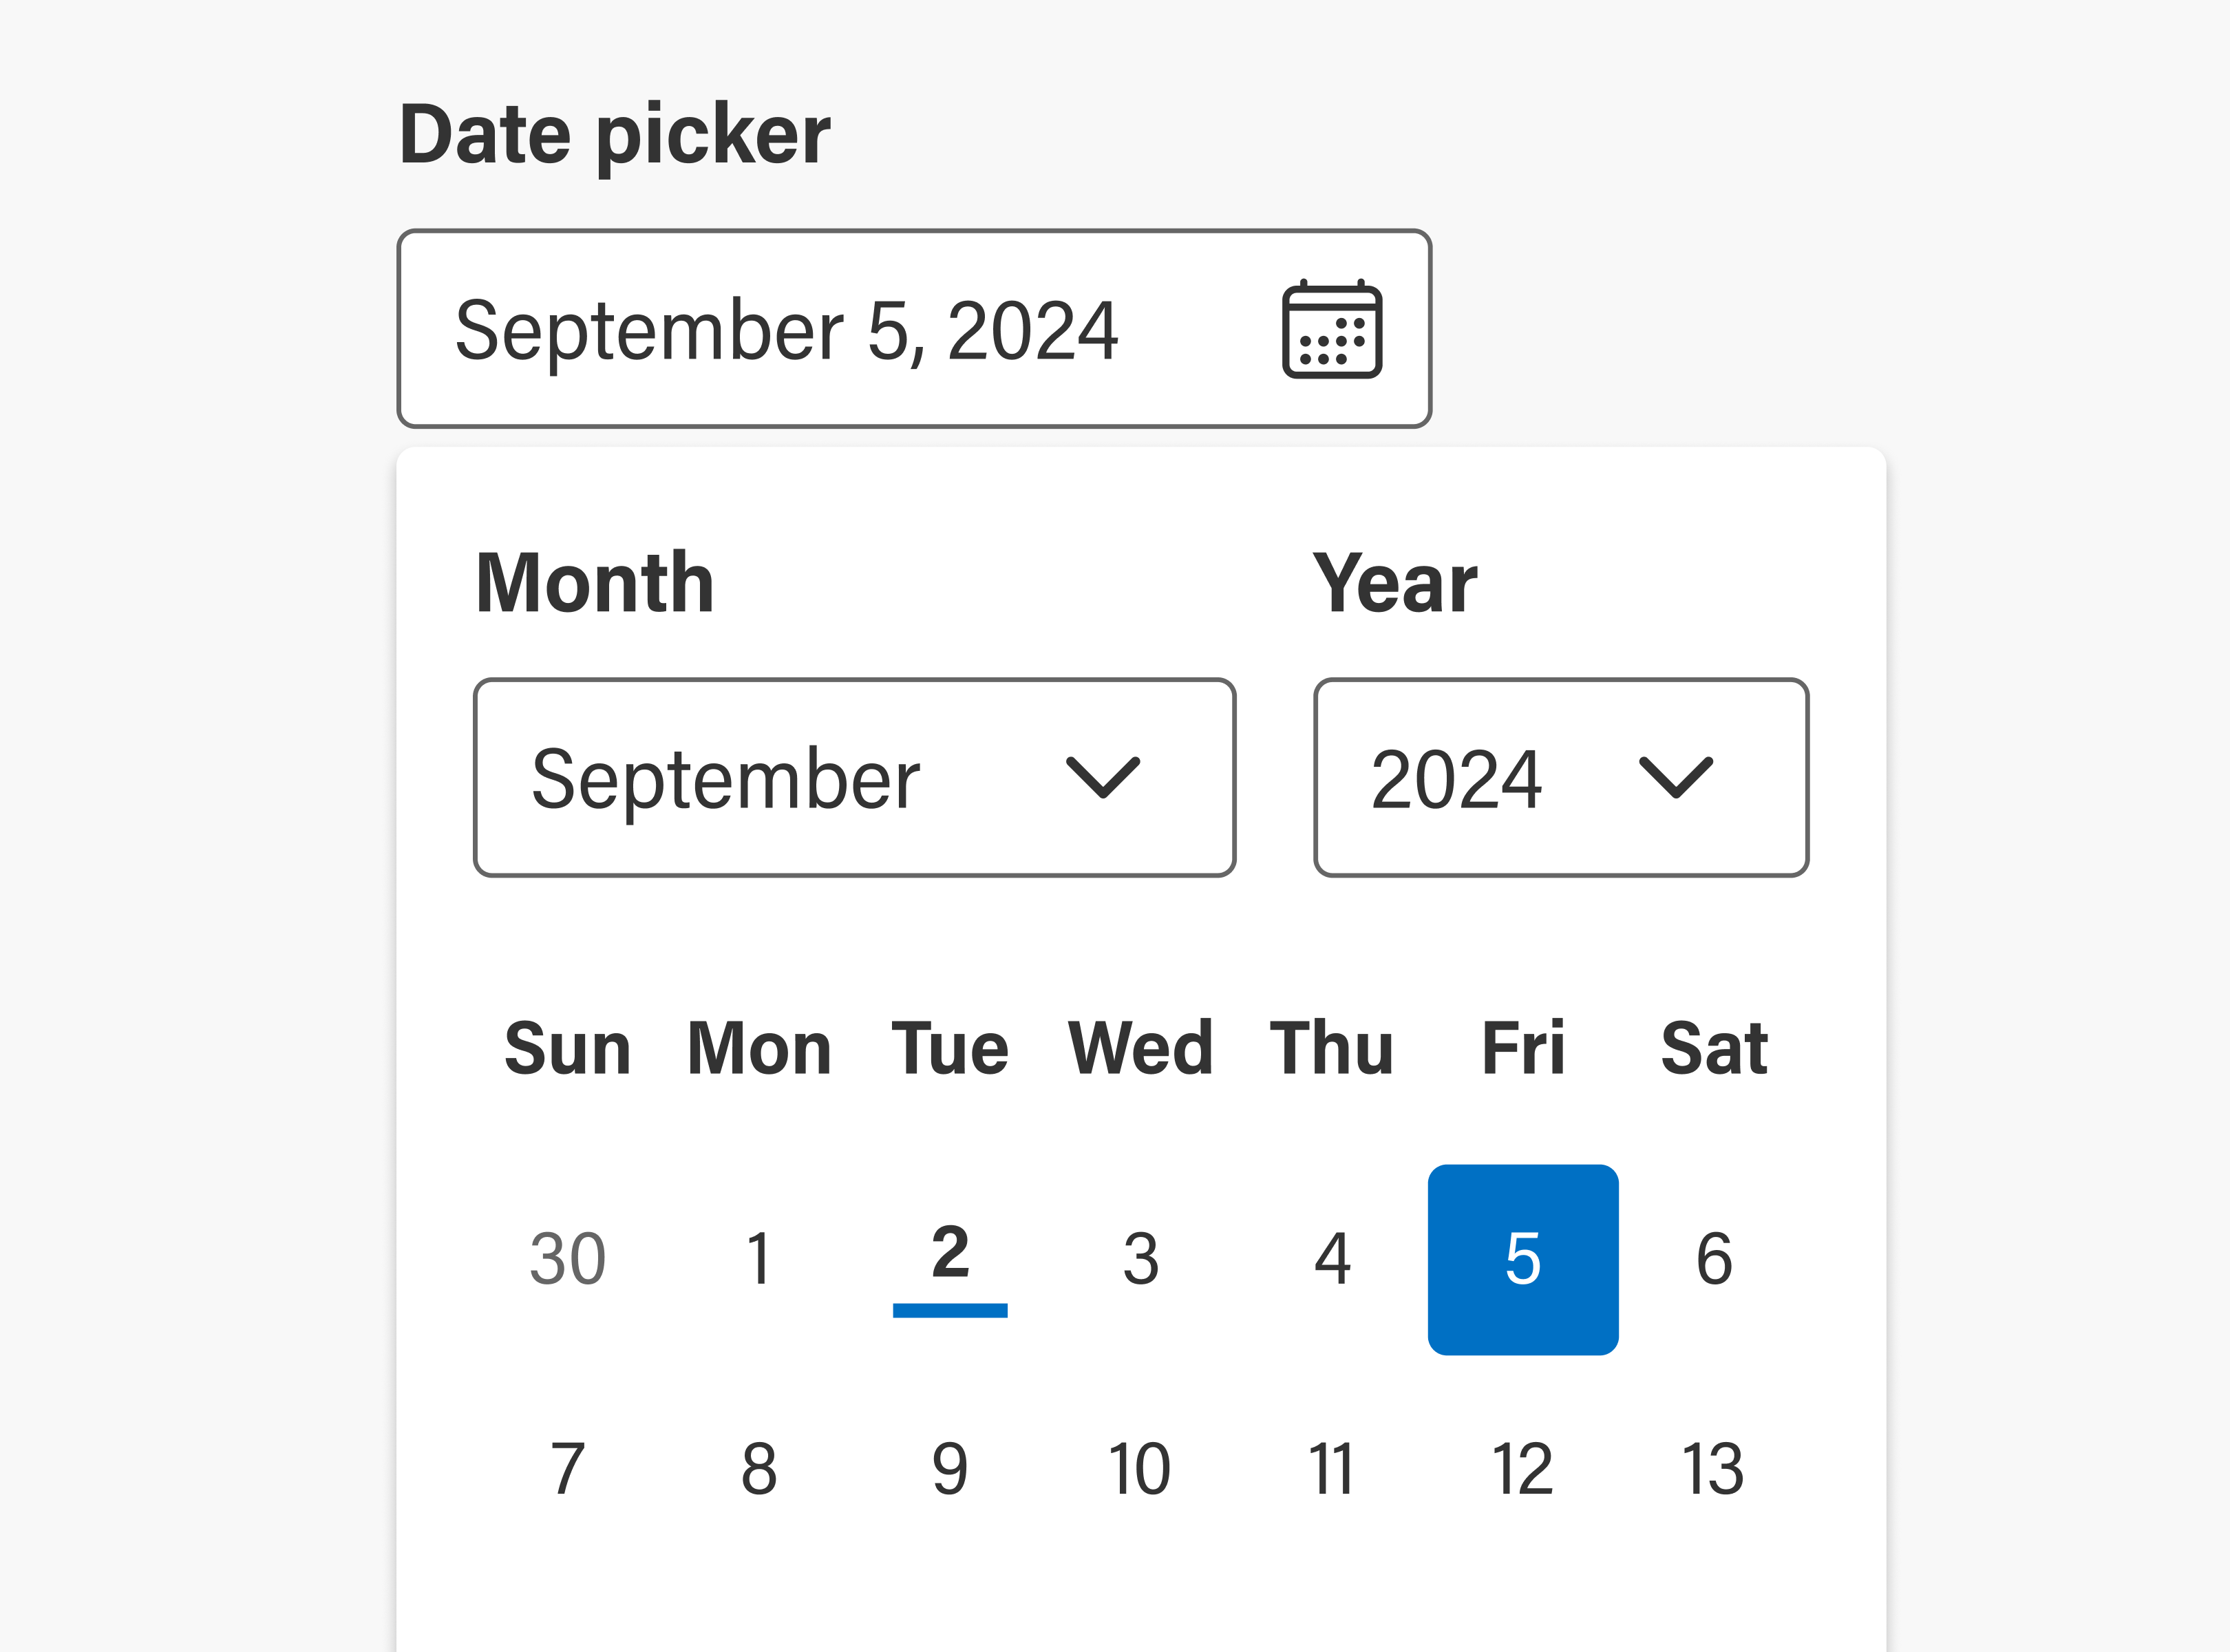 Date picker
September 5, 2024
Month Year
September 2024
Sun Mon Tue Wed Thu Fri Sat
30 1 2 3 4 5 6
7 8 9 10 11 12 13